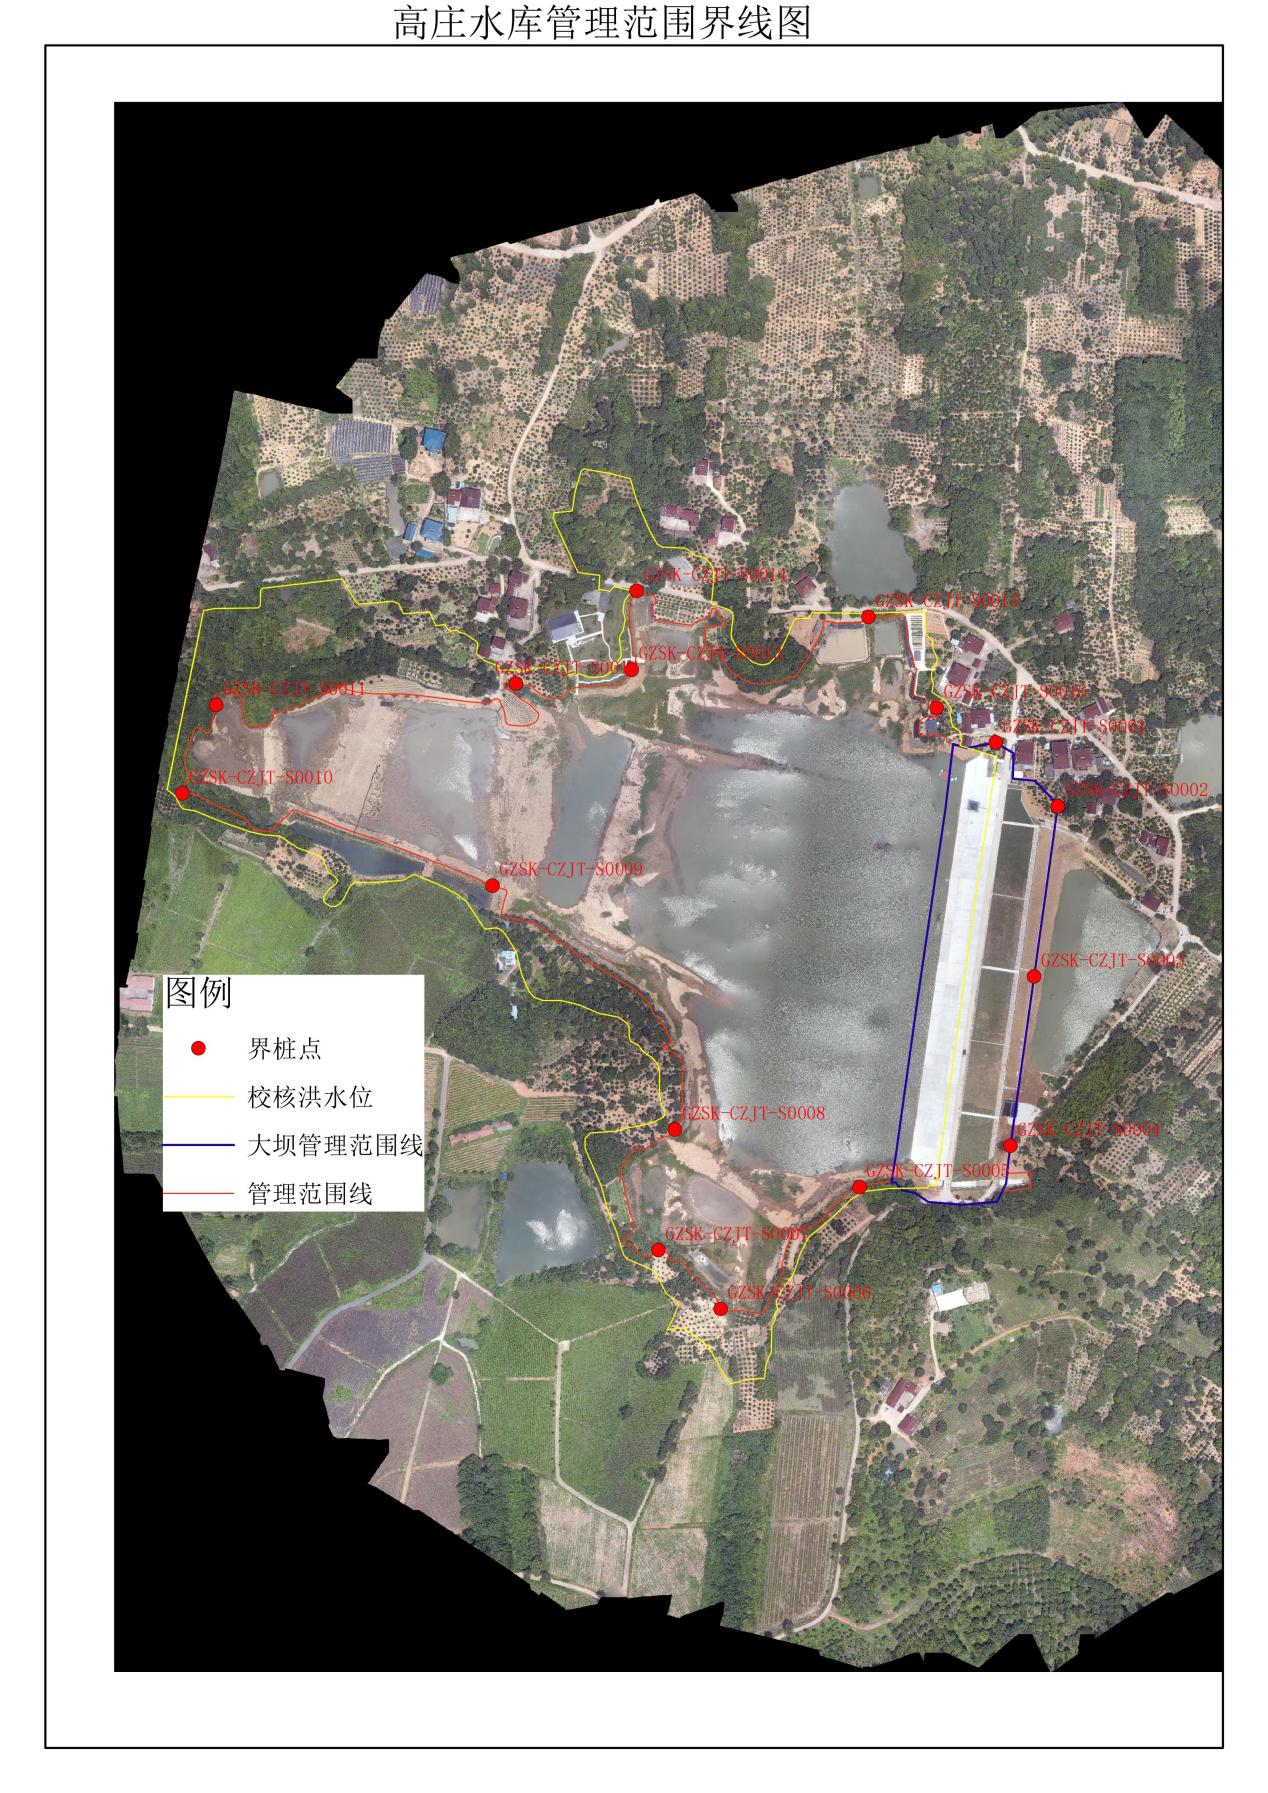 高庄水库管理范围界线图
GZSK-CZJT-S0014
GZSK-CZJT-S0015
GZSK-CZJT-S0013
GZSK-CZJT-S0011
GZSK-CZJT-S0016
GZSK-CZJT-S0001
GZSK-CZJT-S0010
GZSK-CZJT-S0002
GZSK-CZJT-S0009
GZSK-CZJT-S0003
图例
界桩点
校核洪水位
大坝管理范围线
管理范围线
GZSK-CZJT-S0008
GZSK-CZJT-S0004
GZSK-CZJT-S0005
GZSK-CZJT-S0007
GZSK-CZJT-S0006